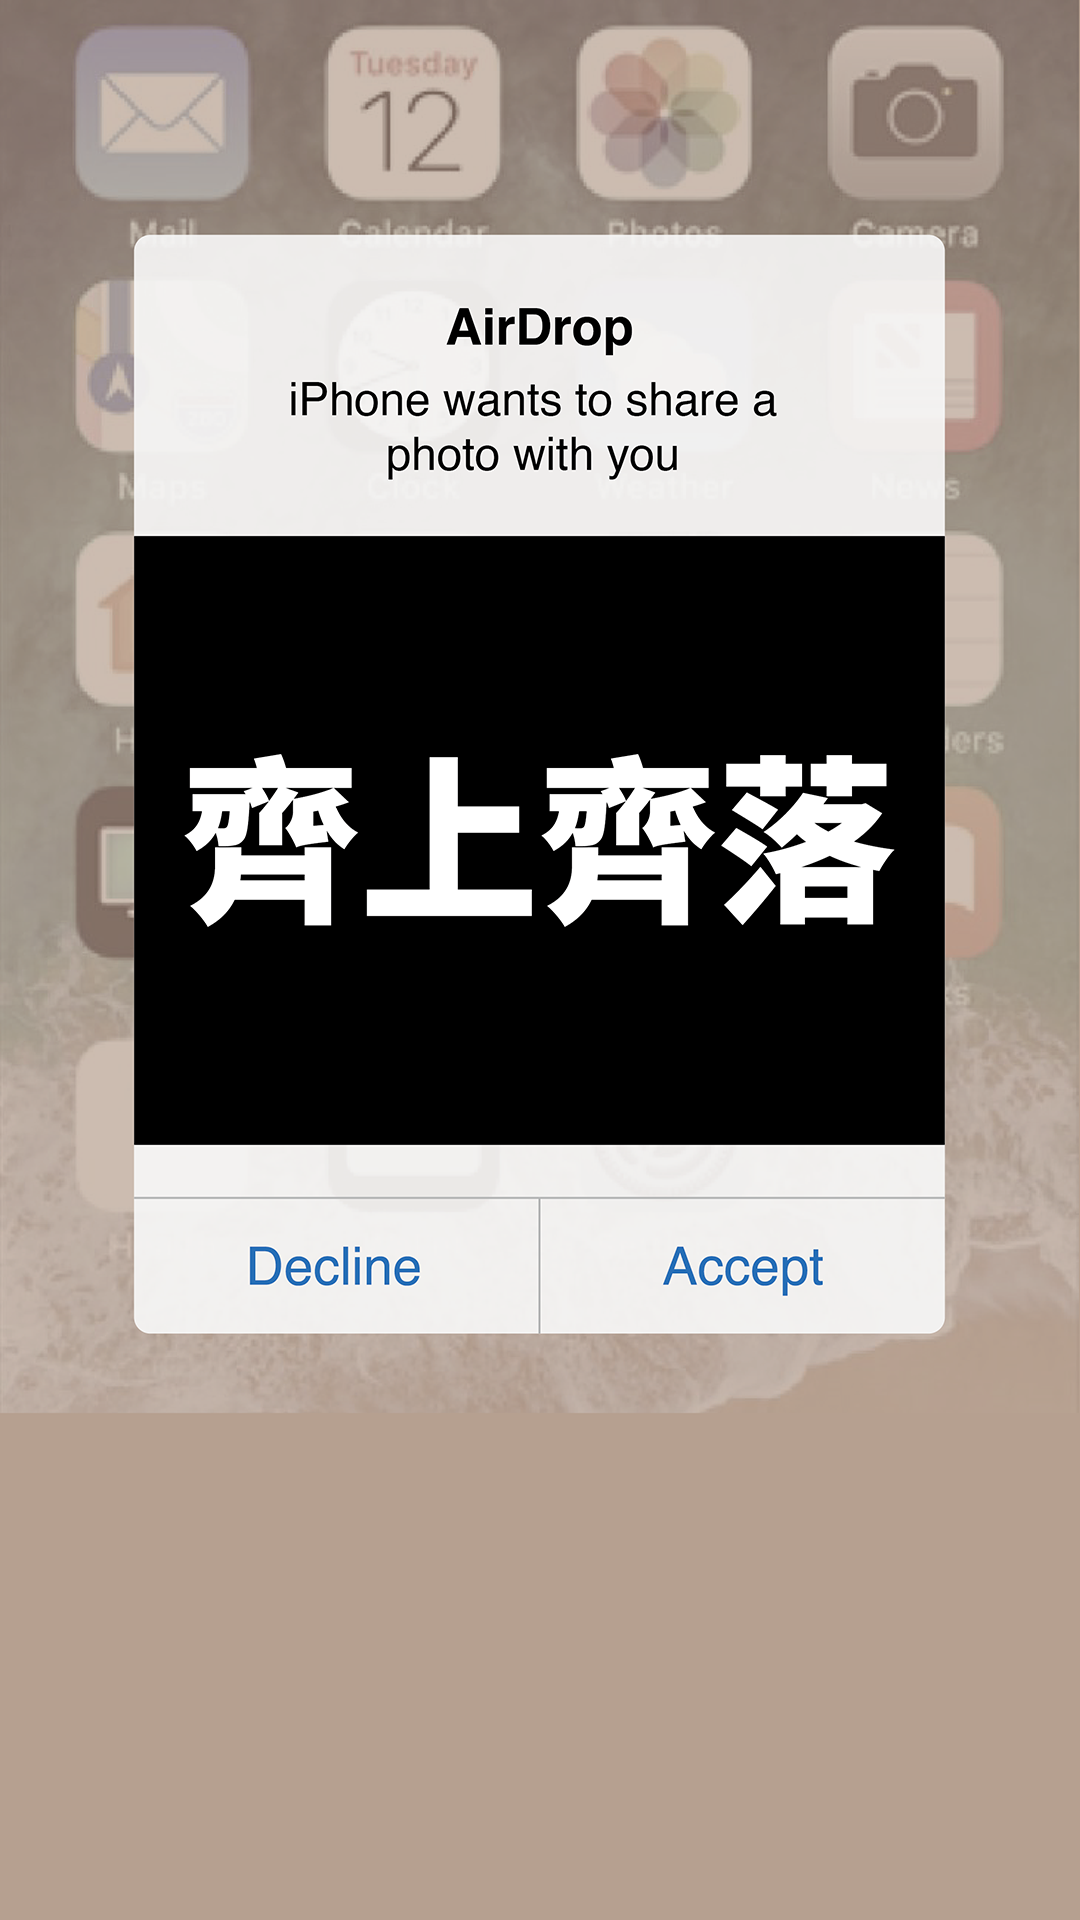 Tuesday
12
Mail
Calendar
Photos
Camera
AirDrop
iPhone wants to share a
photo with you
Maps
Clock
Weather
News
齊上齊落
Decline
Accept